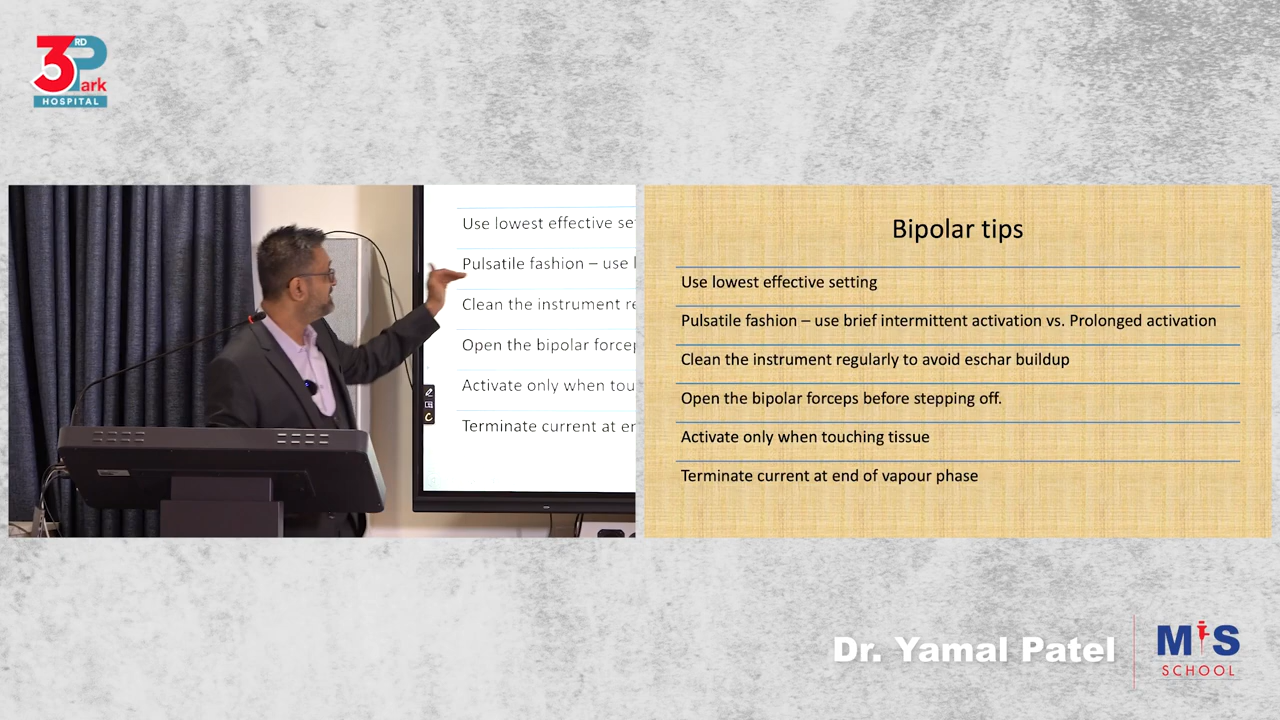 3RD Park
HOSPITAL
Use lowest effective se
Pulsatile fashion – use
Clean the instrument re
Open the bipolar force
Activate only when tou
Terminate current at en
Bipolar tips
Use lowest effective setting
Pulsatile fashion – use brief intermittent activation vs. Prolonged activation
Clean the instrument regularly to avoid eschar buildup
Open the bipolar forceps before stepping off.
Activate only when touching tissue
Terminate current at end of vapour phase
Dr. Yamal Patel
MiS
SCHOOL